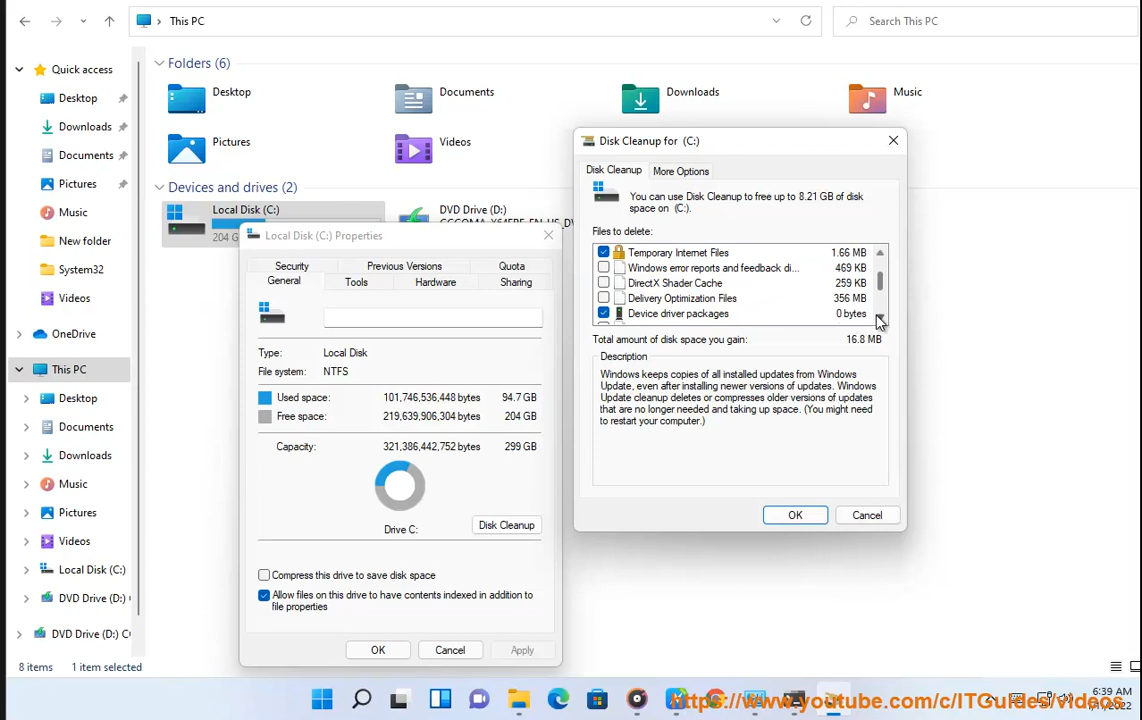 This PC
Search This PC
Quick access
Desktop
Downloads
Documents
Pictures
Music
New folder
System32
Videos
OneDrive
This PC
Desktop
Documents
Downloads
Music
Pictures
Videos
Local Disk (C:)
DVD Drive (D:)
DVD Drive (D:) C
Folders (6)
Desktop
Documents
Downloads
Music
Pictures
Videos
Devices and drives (2)
Local Disk (C:)
204 G
DVD Drive (D:)
Local Disk (C:) Properties
Security
Previous Versions
Quota
General
Tools
Hardware
Sharing
Type: Local Disk
File system: NTFS
Used space: 101,746,536,448 bytes 94.7 GB
Free space: 219,639,906,304 bytes 204 GB
Capacity: 321,386,442,752 bytes 299 GB
Drive C:
Disk Cleanup
Compress this drive to save disk space
Allow files on this drive to have contents indexed in addition to
file properties
OK
Cancel
Apply
Disk Cleanup for (C:)
Disk Cleanup
More Options
You can use Disk Cleanup to free up to 8.21 GB of disk
space on (C:).
Files to delete:
Temporary Internet Files 1.66 MB
Windows error reports and feedback di... 469 KB
DirectX Shader Cache 259 KB
Delivery Optimization Files 356 MB
Device driver packages 0 bytes
Total amount of disk space you gain: 16.8 MB
Description
Windows keeps copies of all installed updates from Windows
Update, even after installing newer versions of updates. Windows
Update cleanup deletes or compresses older versions of updates
that are no longer needed and taking up space. (You might need
to restart your computer.)
OK
Cancel
8 items
1 item selected
6:39 AM
1/17/2022
https://www.youtube.com/c/ITGuides/Videos